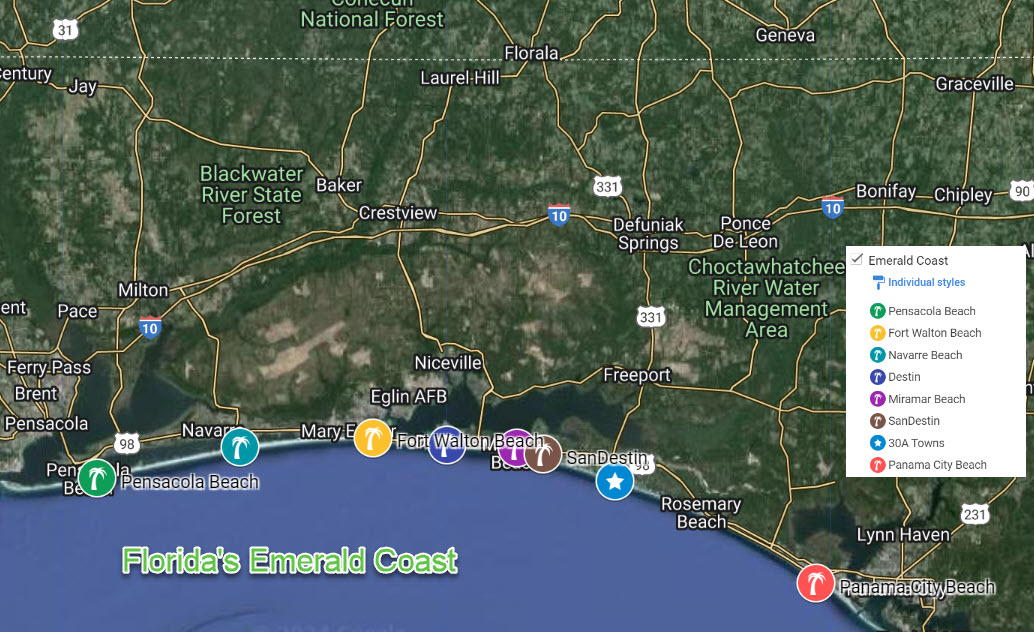 Conecuh
National Forest
31
Geneva
Florala
Century
Jay
Laurel Hill
Graceville
Blackwater
River State
Forest
Baker
331
Bonifay
Chipley
90
Crestview
10
10
Defuniak
Springs
Ponce
De Leon
Choctawhatchee
River Water
Management
Area
Milton
Pace
10
331
Ferry Pass
Brent
Niceville
Freeport
Eglin AFB
Pensacola
98
Navarre
Mary E
Fort Walton Beach
SanDestin
98
Pensacola
Beach
Pensacola Beach
Rosemary
Beach
231
Lynn Haven
Florida's Emerald Coast
Panama City Beach
Emerald Coast
Individual styles
Pensacola Beach
Fort Walton Beach
Navarre Beach
Destin
Miramar Beach
SanDestin
30A Towns
Panama City Beach